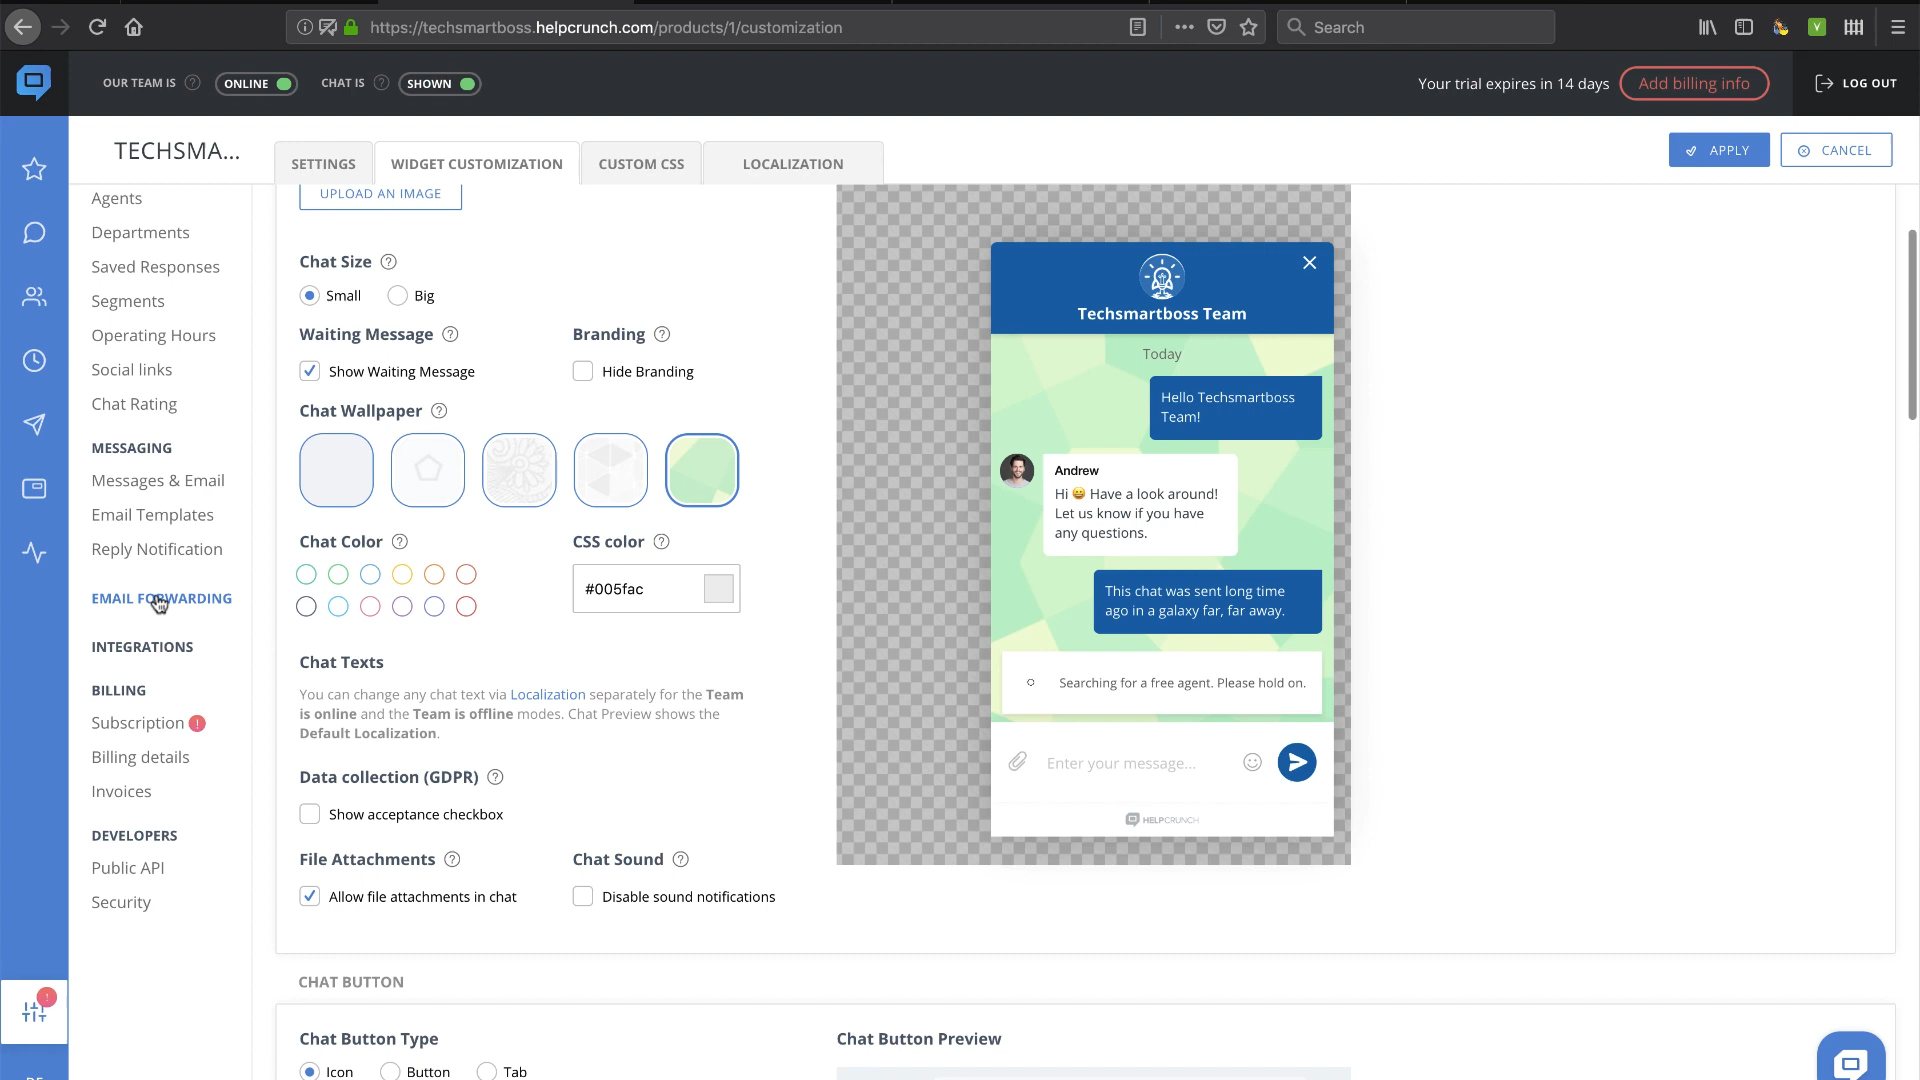 https://techsmartboss.helpcrunch.com/products/1/customization
Search
OUR TEAM IS ? ONLINE CHAT IS ? SHOWN
Your trial expires in 14 days Add billing info LOG OUT
TECHSMA...
SETTINGS WIDGET CUSTOMIZATION CUSTOM CSS LOCALIZATION
APPLY CANCEL
Agents
Departments
Saved Responses
Segments
Operating Hours
Social links
Chat Rating
MESSAGING
Messages & Email
Email Templates
Reply Notification
EMAIL FORWARDING
INTEGRATIONS
BILLING
Subscription !
Billing details
Invoices
DEVELOPERS
Public API
Security
!
UPLOAD AN IMAGE
Chat Size ?
Small Big
Waiting Message ? Branding ?
Show Waiting Message Hide Branding
Chat Wallpaper ?
Chat Color ? CSS color ?
#005fac
Chat Texts
You can change any chat text via Localization separately for the Team
is online and the Team is offline modes. Chat Preview shows the
Default Localization.
Data collection (GDPR) ?
Show acceptance checkbox
File Attachments ? Chat Sound ?
Allow file attachments in chat Disable sound notifications
Techsmartboss Team
Today
Hello Techsmartboss
Team!
Andrew
Hi 😀 Have a look around!
Let us know if you have
any questions.
This chat was sent long time
ago in a galaxy far, far away.
Searching for a free agent. Please hold on.
Enter your message...
HELPCRUNCH
CHAT BUTTON
Chat Button Type Chat Button Preview
Icon Button Tab